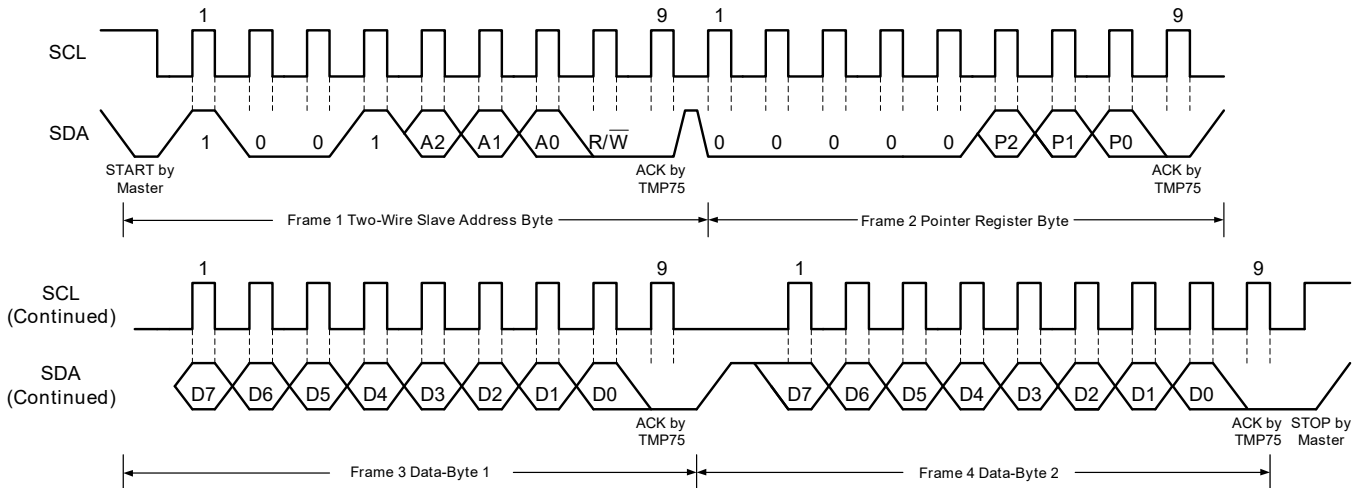 1 9 1 9
SCL
SDA
1 0 0 1 A2 A1 A0 R/W̅ 0 0 0 0 0 P2 P1 P0
START by
Master
ACK by
TMP75
ACK by
TMP75
Frame 1 Two-Wire Slave Address Byte
Frame 2 Pointer Register Byte
1 9 1 9
SCL
(Continued)
SDA
(Continued)
D7 D6 D5 D4 D3 D2 D1 D0 D7 D6 D5 D4 D3 D2 D1 D0
ACK by
TMP75
ACK by
TMP75
STOP by
Master
Frame 3 Data-Byte 1
Frame 4 Data-Byte 2